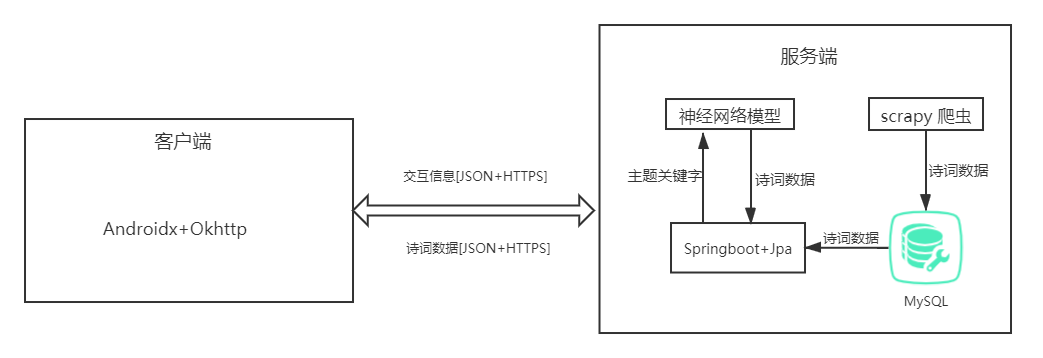 客户端
Androidx+Okhttp
交互信息[JSON+HTTPS]
诗词数据[JSON+HTTPS]
服务端
神经网络模型
scrapy 爬虫
主题关键字
诗词数据
诗词数据
Springboot+Jpa
诗词数据
MySQL